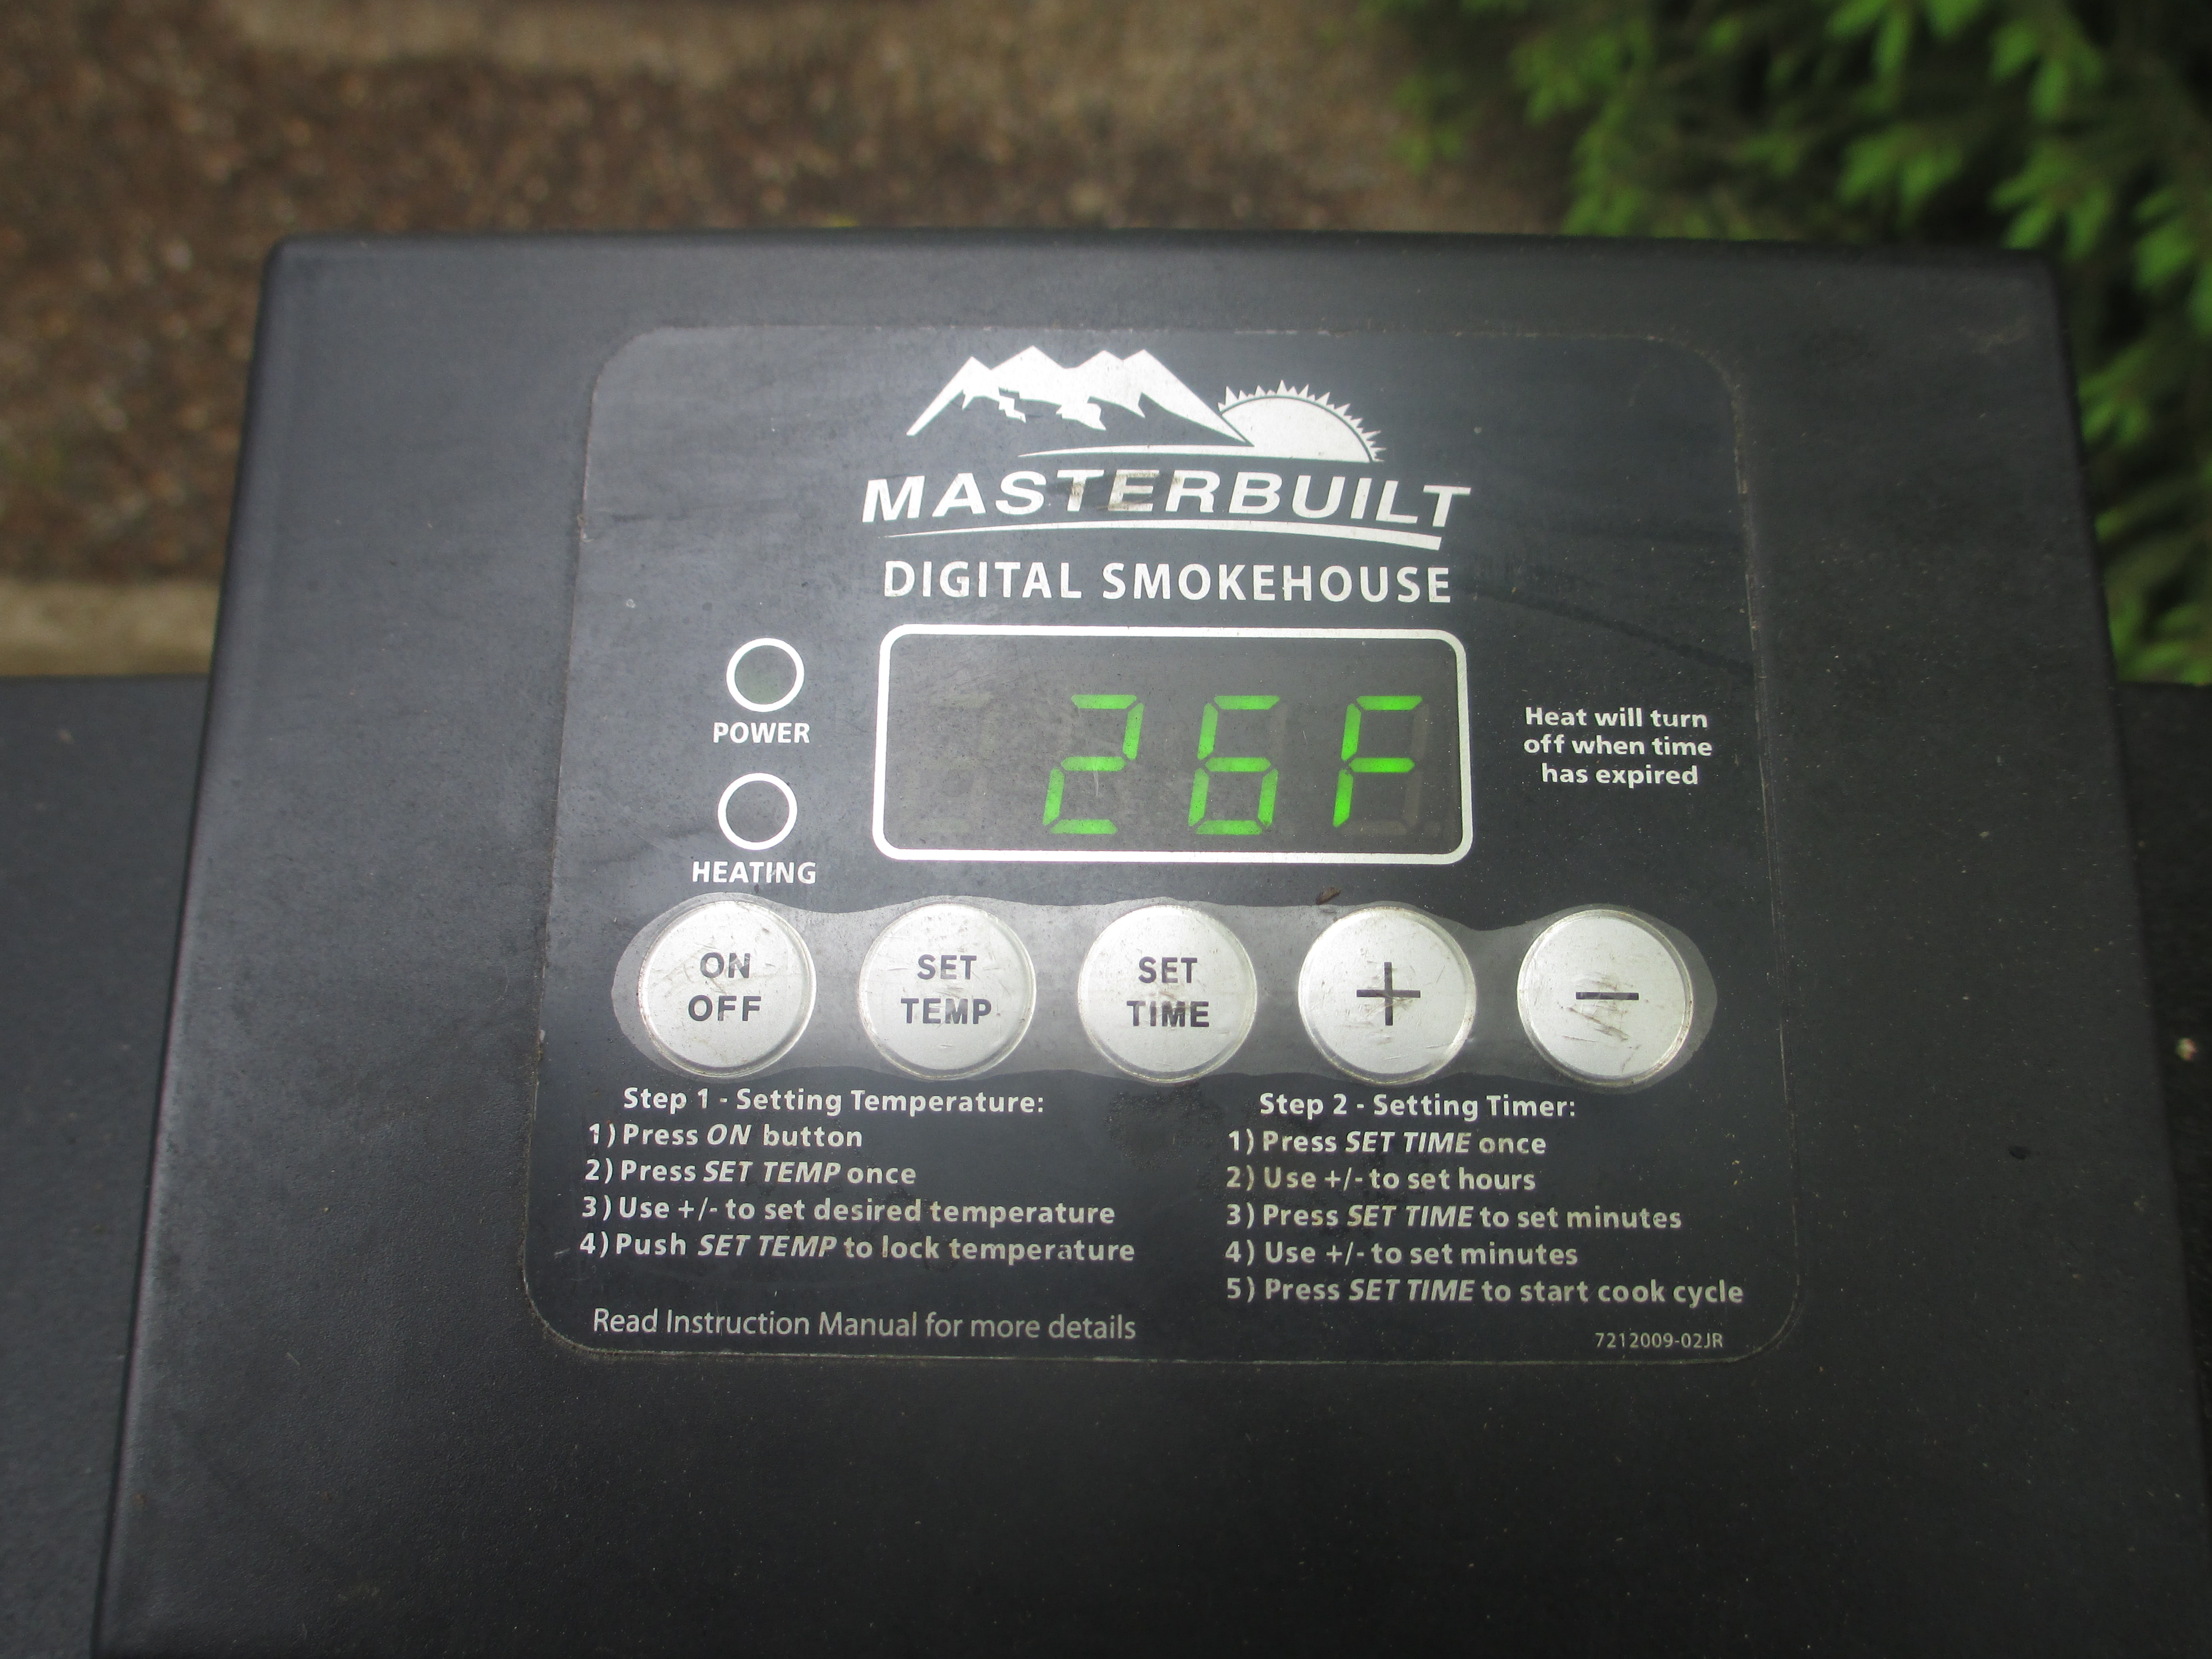 MASTERBUILT
DIGITAL SMOKEHOUSE
POWER
HEATING
26F
Heat will turn
off when time
has expired
ON
OFF
SET
TEMP
SET
TIME
+
−
Step 1 - Setting Temperature:
1) Press ON button
2) Press SET TEMP once
3) Use +/- to set desired temperature
4) Push SET TEMP to lock temperature
Read Instruction Manual for more details
Step 2 - Setting Timer:
1) Press SET TIME once
2) Use +/- to set hours
3) Press SET TIME to set minutes
4) Use +/- to set minutes
5) Press SET TIME to start cook cycle
7212009-02JR